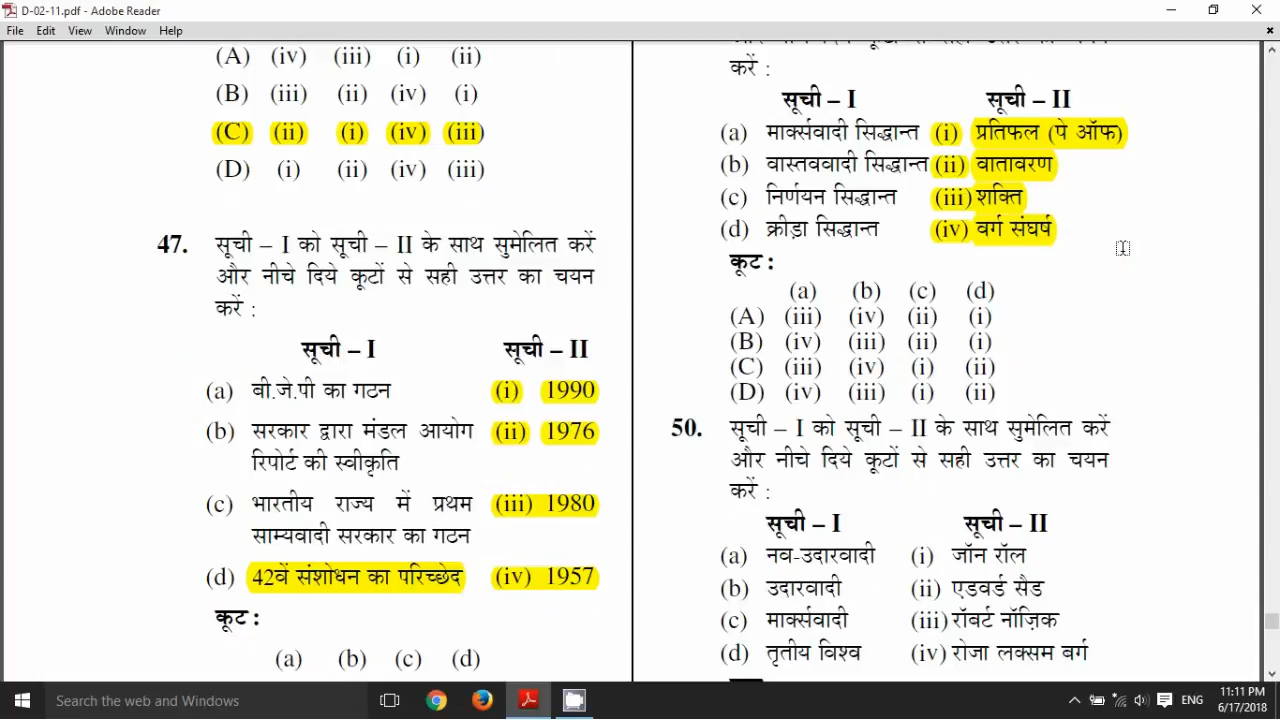 D-02-11.pdf - Adobe Reader
File Edit View Window Help
(A) (iv) (iii) (i) (ii)
(B) (iii) (ii) (iv) (i)
(C) (ii) (i) (iv) (iii)
(D) (i) (ii) (iv) (iii)
47. सूची – I को सूची – II के साथ सुमेलित करें
और नीचे दिये कूटों से सही उत्तर का चयन
करें :
सूची – I सूची – II
(a) बी.जे.पी का गठन (i) 1990
(b) सरकार द्वारा मंडल आयोग (ii) 1976
रिपोर्ट की स्वीकृति
(c) भारतीय राज्य में प्रथम (iii) 1980
साम्यवादी सरकार का गठन
(d) 42वें संशोधन का परिच्छेद (iv) 1957
कूट :
(a) (b) (c) (d)
करें :
सूची – I सूची – II
(a) मार्क्सवादी सिद्धान्त (i) प्रतिफल (पे ऑफ)
(b) वास्तववादी सिद्धान्त (ii) वातावरण
(c) निर्णयन सिद्धान्त (iii) शक्ति
(d) क्रीड़ा सिद्धान्त (iv) वर्ग संघर्ष
कूट :
(a) (b) (c) (d)
(A) (iii) (iv) (ii) (i)
(B) (iv) (iii) (ii) (i)
(C) (iii) (iv) (i) (ii)
(D) (iv) (iii) (i) (ii)
50. सूची – I को सूची – II के साथ सुमेलित करें
और नीचे दिये कूटों से सही उत्तर का चयन
करें :
सूची – I सूची – II
(a) नव-उदारवादी (i) जॉन रॉल
(b) उदारवादी (ii) एडवर्ड सैड
(c) मार्क्सवादी (iii) रॉबर्ट नॉज़िक
(d) तृतीय विश्व (iv) रोजा लक्सम बर्ग
Search the web and Windows
ENG
11:11 PM
6/17/2018